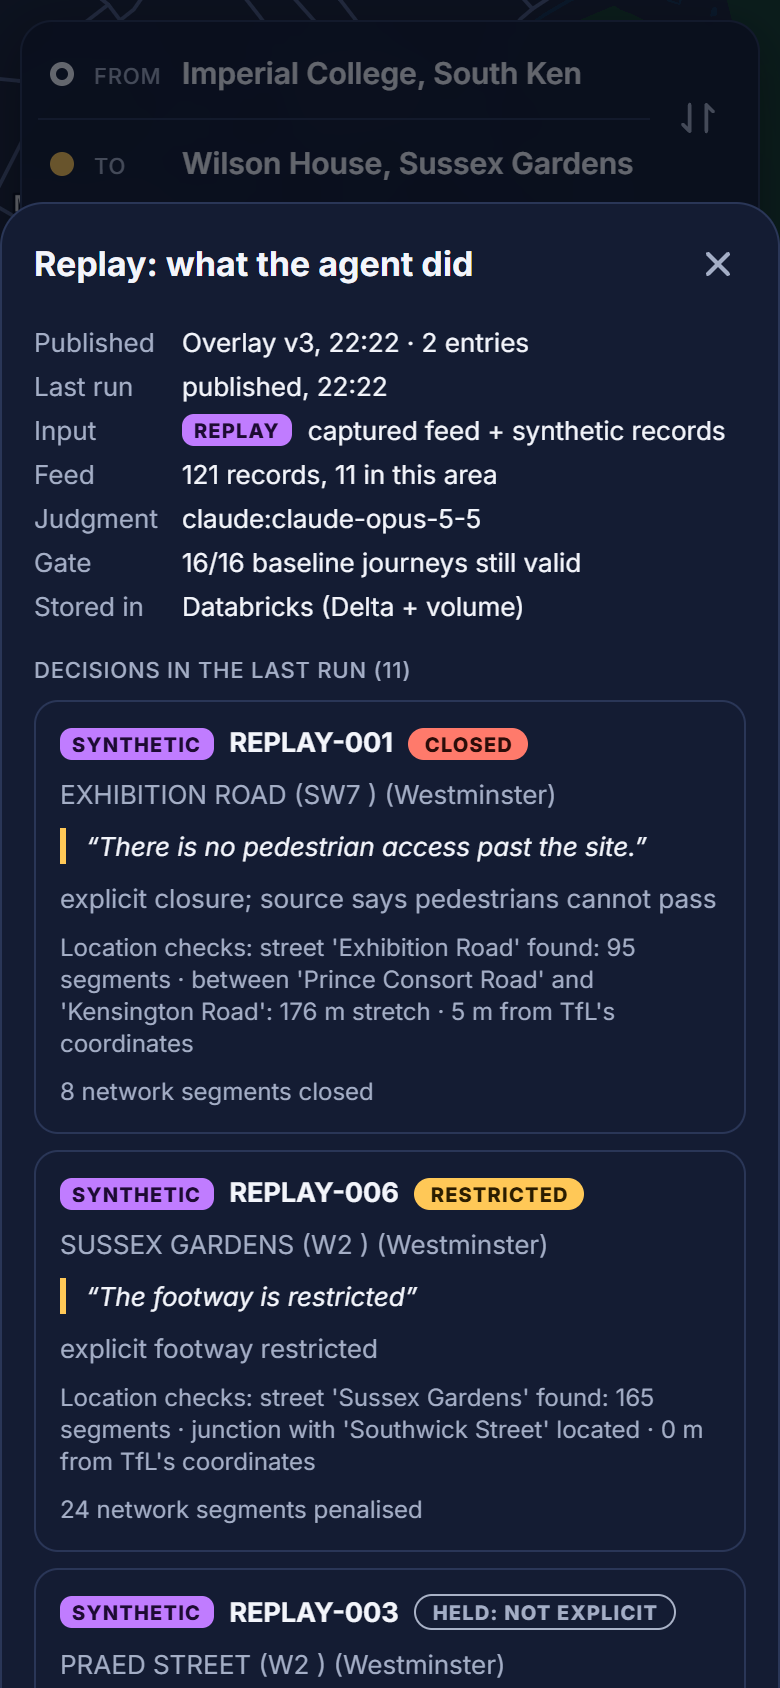 FROM Imperial College, South Ken
TO Wilson House, Sussex Gardens
Replay: what the agent did
Published Overlay v3, 22:22 · 2 entries
Last run published, 22:22
Input REPLAY captured feed + synthetic records
Feed 121 records, 11 in this area
Judgment claude:claude-opus-5-5
Gate 16/16 baseline journeys still valid
Stored in Databricks (Delta + volume)
DECISIONS IN THE LAST RUN (11)
SYNTHETIC REPLAY-001 CLOSED
EXHIBITION ROAD (SW7 ) (Westminster)
“There is no pedestrian access past the site.”
explicit closure; source says pedestrians cannot pass
Location checks: street 'Exhibition Road' found: 95
segments · between 'Prince Consort Road' and
'Kensington Road': 176 m stretch · 5 m from TfL's
coordinates
8 network segments closed
SYNTHETIC REPLAY-006 RESTRICTED
SUSSEX GARDENS (W2 ) (Westminster)
“The footway is restricted”
explicit footway restricted
Location checks: street 'Sussex Gardens' found: 165
segments · junction with 'Southwick Street' located · 0 m
from TfL's coordinates
24 network segments penalised
SYNTHETIC REPLAY-003 HELD: NOT EXPLICIT
PRAED STREET (W2 ) (Westminster)